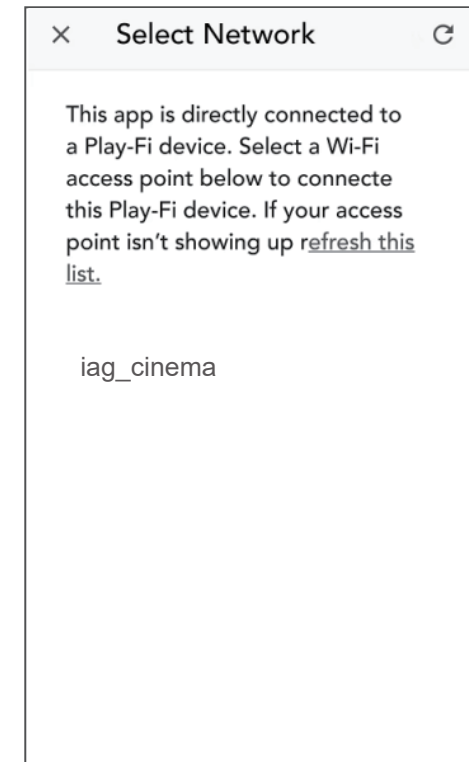 Select Network
This app is directly connected to
a Play-Fi device. Select a Wi-Fi
access point below to connecte
this Play-Fi device. If your access
point isn't showing up refresh this
list.
iag_cinema